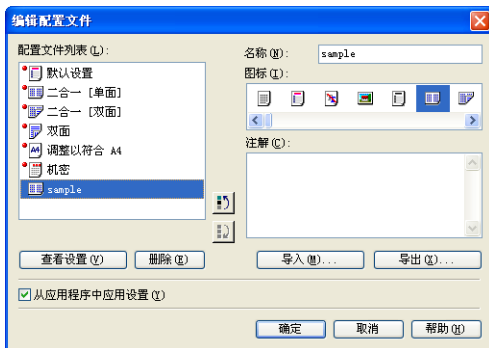 编辑配置文件
配置文件列表(L):
默认设置
二合一 [单面]
二合一 [双面]
双面
调整以符合 A4
机密
sample
查看设置(V)
删除(E)
名称(N):
sample
图标(I):
注解(C):
导入(M)...
导出(X)...
从应用程序中应用设置(Y)
确定
取消
帮助(H)